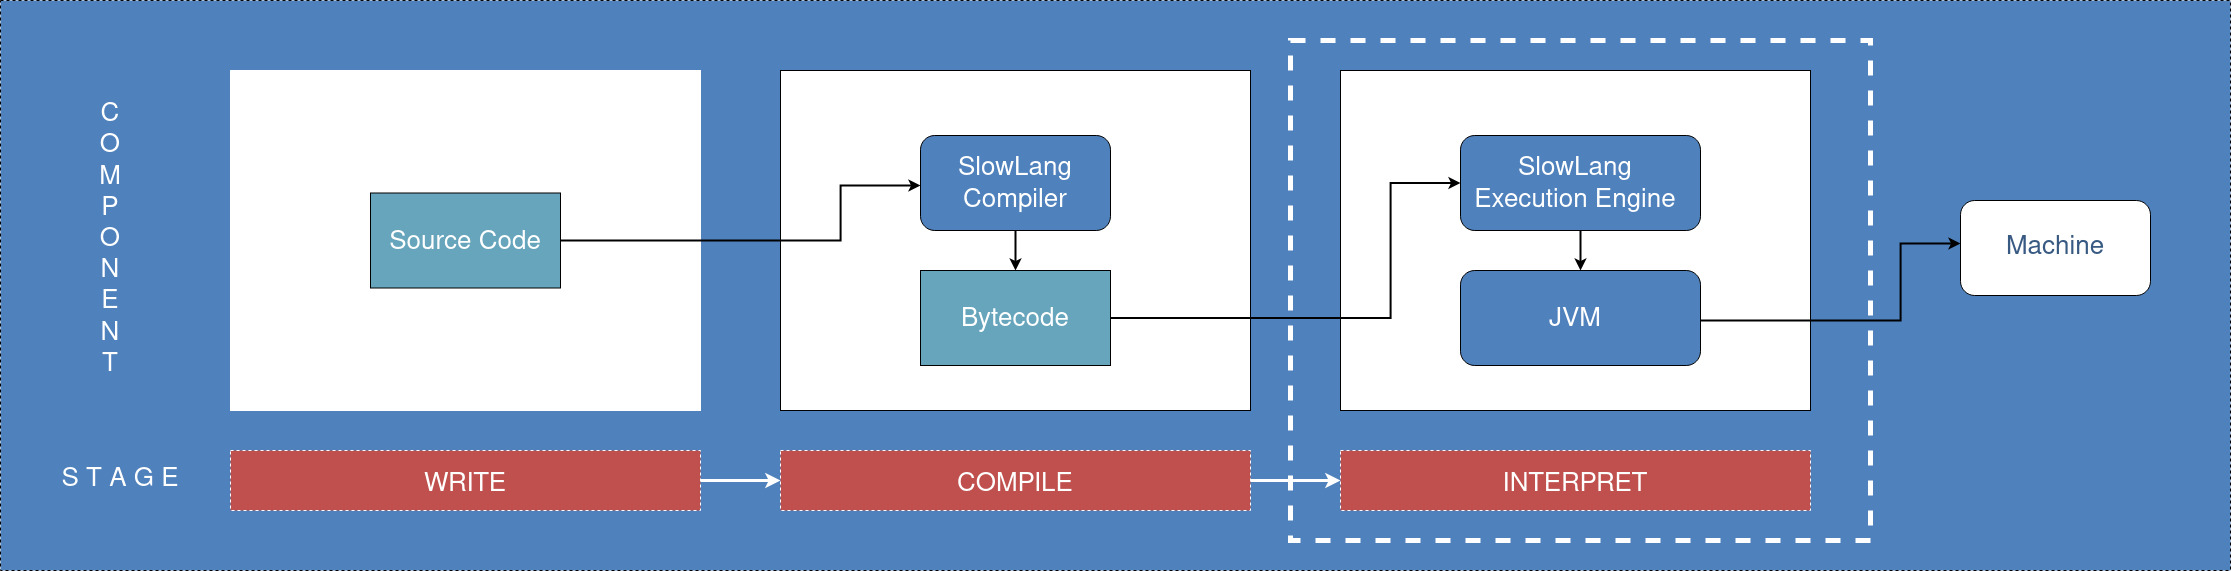 COMPONENT
Source Code
SlowLang
Compiler
Bytecode
SlowLang
Execution Engine
JVM
Machine
STAGE
WRITE
COMPILE
INTERPRET